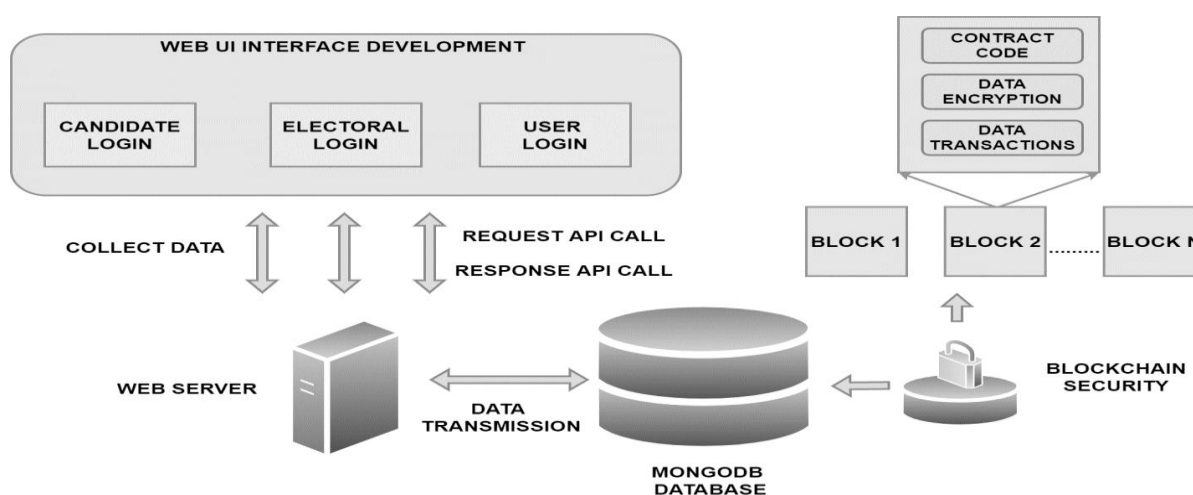 WEB UI INTERFACE DEVELOPMENT
CANDIDATE
LOGIN
ELECTORAL
LOGIN
USER
LOGIN
CONTRACT
CODE
DATA
ENCRYPTION
DATA
TRANSACTIONS
BLOCK 1
BLOCK 2
BLOCK N
COLLECT DATA
REQUEST API CALL
RESPONSE API CALL
WEB SERVER
DATA
TRANSMISSION
MONGODB
DATABASE
BLOCKCHAIN
SECURITY